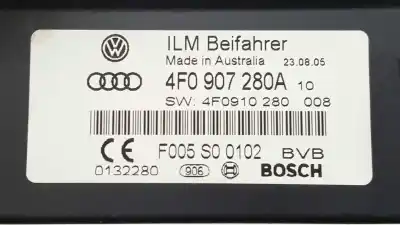 ILM Beifahrer
Made in Australia 23.08.05
4F0 907 280A 10
SW: 4F0910 280 008
CE F005 S0 0102 BVB
0132280 906 BOSCH